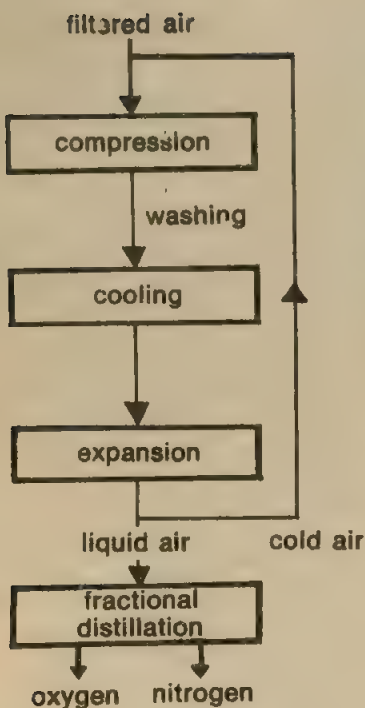 filtered air
compression
washing
cooling
expansion
liquid air cold air
fractional
distillation
oxygen nitrogen